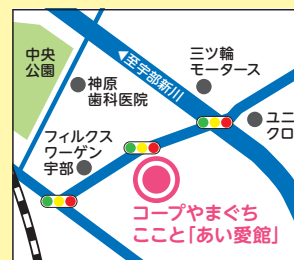 中央
公園
◀至宇部新川
三ツ輪
モータース
神原
歯科医院
ユニ
クロ
フィルクス
ワーゲン
宇部
コープやまぐち
ここと「あい愛館」